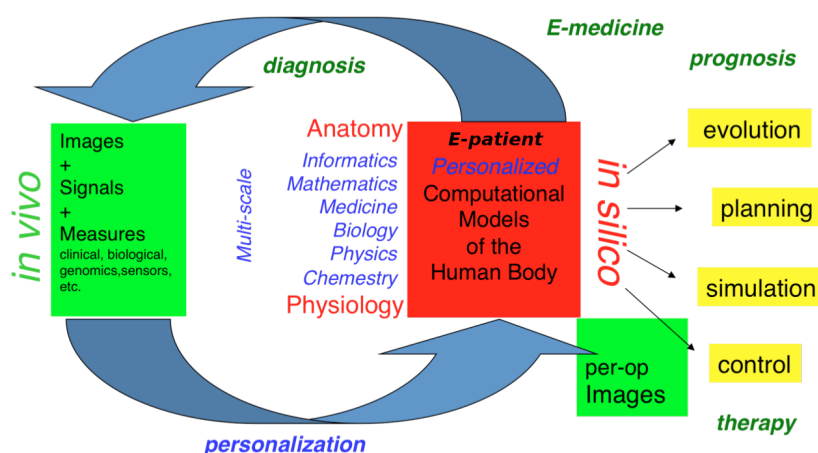 E-medicine
diagnosis
prognosis
in vivo
Images
+
Signals
+
Measures
clinical, biological,
genomics,sensors,
etc.
Multi-scale
Anatomy
Informatics
Mathematics
Medicine
Biology
Physics
Chemestry
Physiology
E-patient
Personalized
Computational
Models
of the
Human Body
in silico
evolution
planning
simulation
control
per-op
Images
therapy
personalization